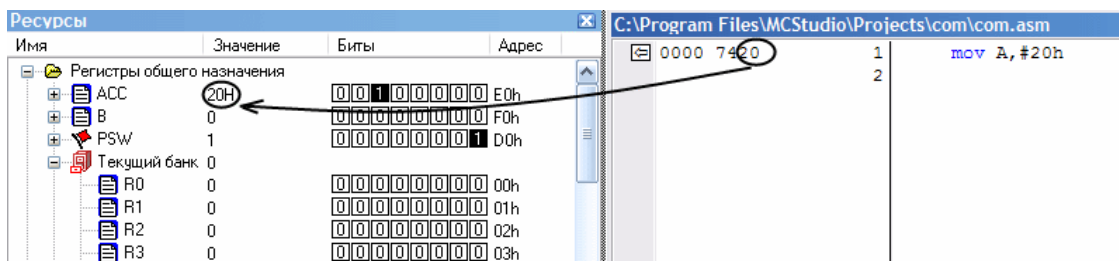 Ресурсы
Имя Значение Биты Адрес
Регистры общего назначения
ACC 20H 0 0 1 0 0 0 0 0 E0h
B 0 0 0 0 0 0 0 0 0 F0h
PSW 1 0 0 0 0 0 0 0 1 D0h
Текущий банк 0
R0 0 0 0 0 0 0 0 0 0 00h
R1 0 0 0 0 0 0 0 0 0 01h
R2 0 0 0 0 0 0 0 0 0 02h
R3 0 0 0 0 0 0 0 0 0 03h
C:\Program Files\MCStudio\Projects\com\com.asm
0000 7420 1 mov A,#20h
2